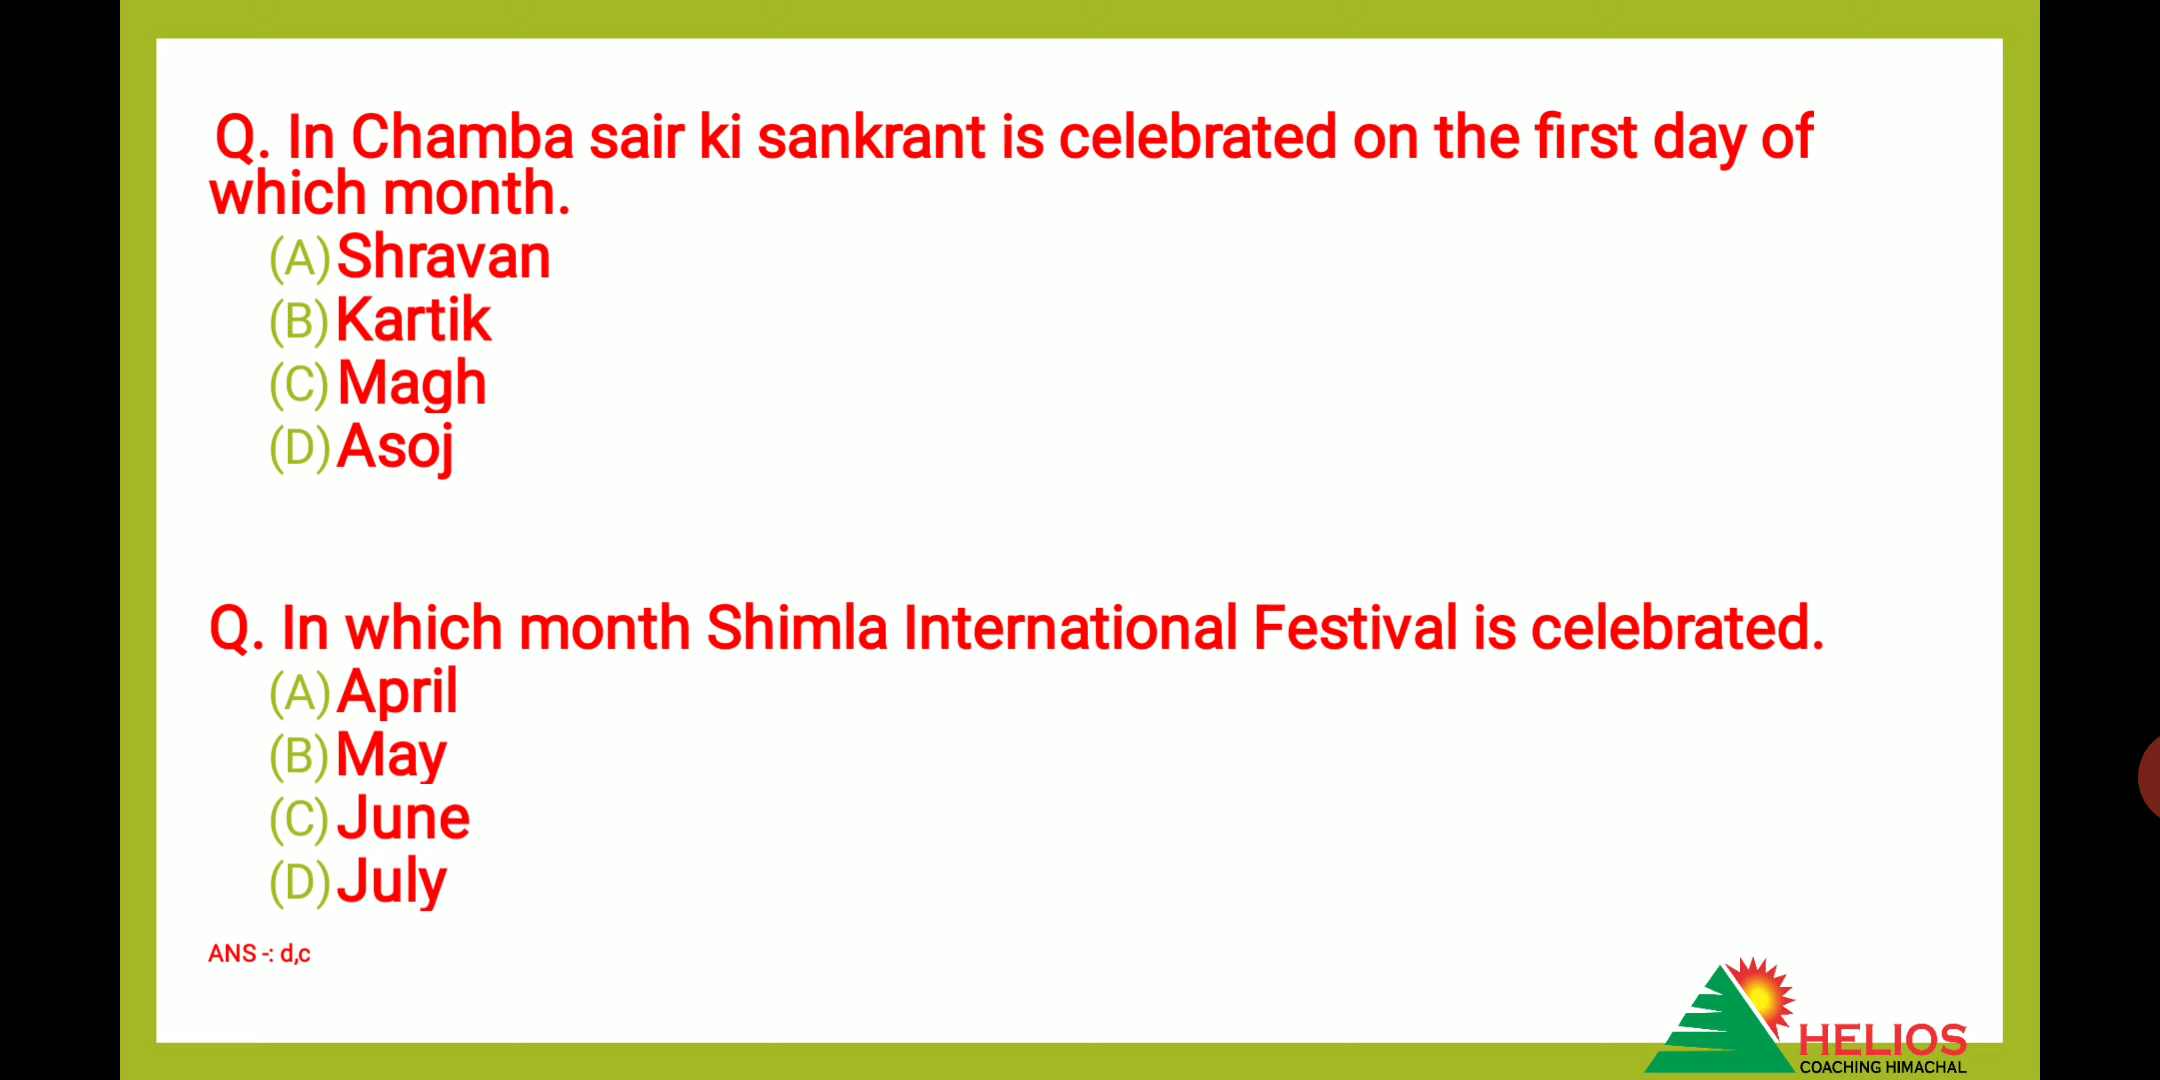 Q. In Chamba sair ki sankrant is celebrated on the first day of
which month.
(A) Shravan
(B) Kartik
(C) Magh
(D) Asoj
Q. In which month Shimla International Festival is celebrated.
(A) April
(B) May
(C) June
(D) July
ANS -: d,c
HELIOS
COACHING HIMACHAL